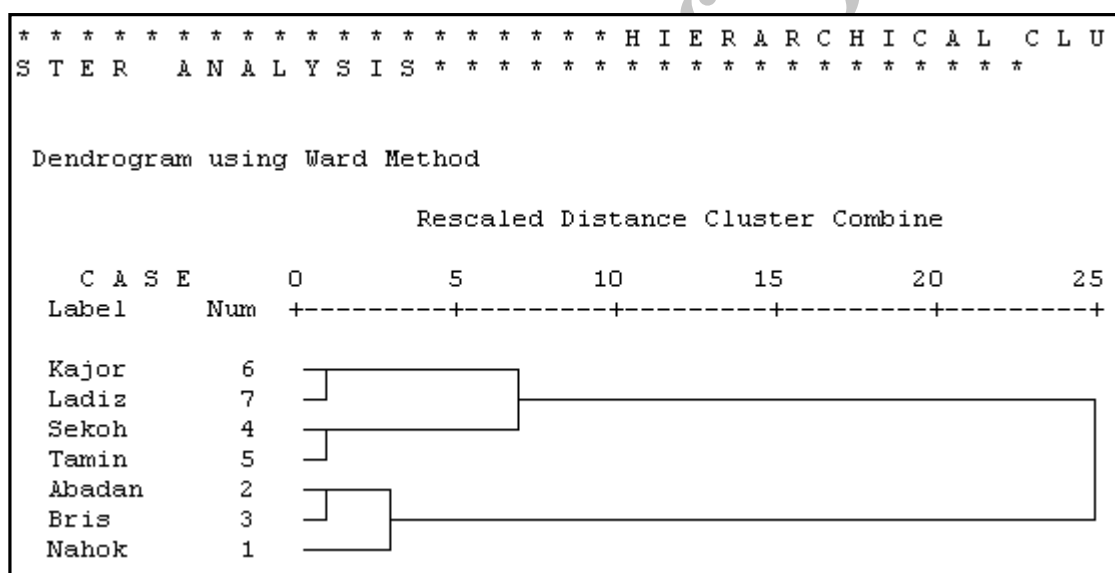 * * * * * * * * * * * * * * * * * * * H I E R A R C H I C A L C L U
S T E R A N A L Y S I S * * * * * * * * * * * * * * * * * * *
Dendrogram using Ward Method
Rescaled Distance Cluster Combine
C A S E 0 5 10 15 20 25
Label Num +---------+---------+---------+---------+---------+
Kajor 6
Ladiz 7
Sekoh 4
Tamin 5
Abadan 2
Bris 3
Nahok 1